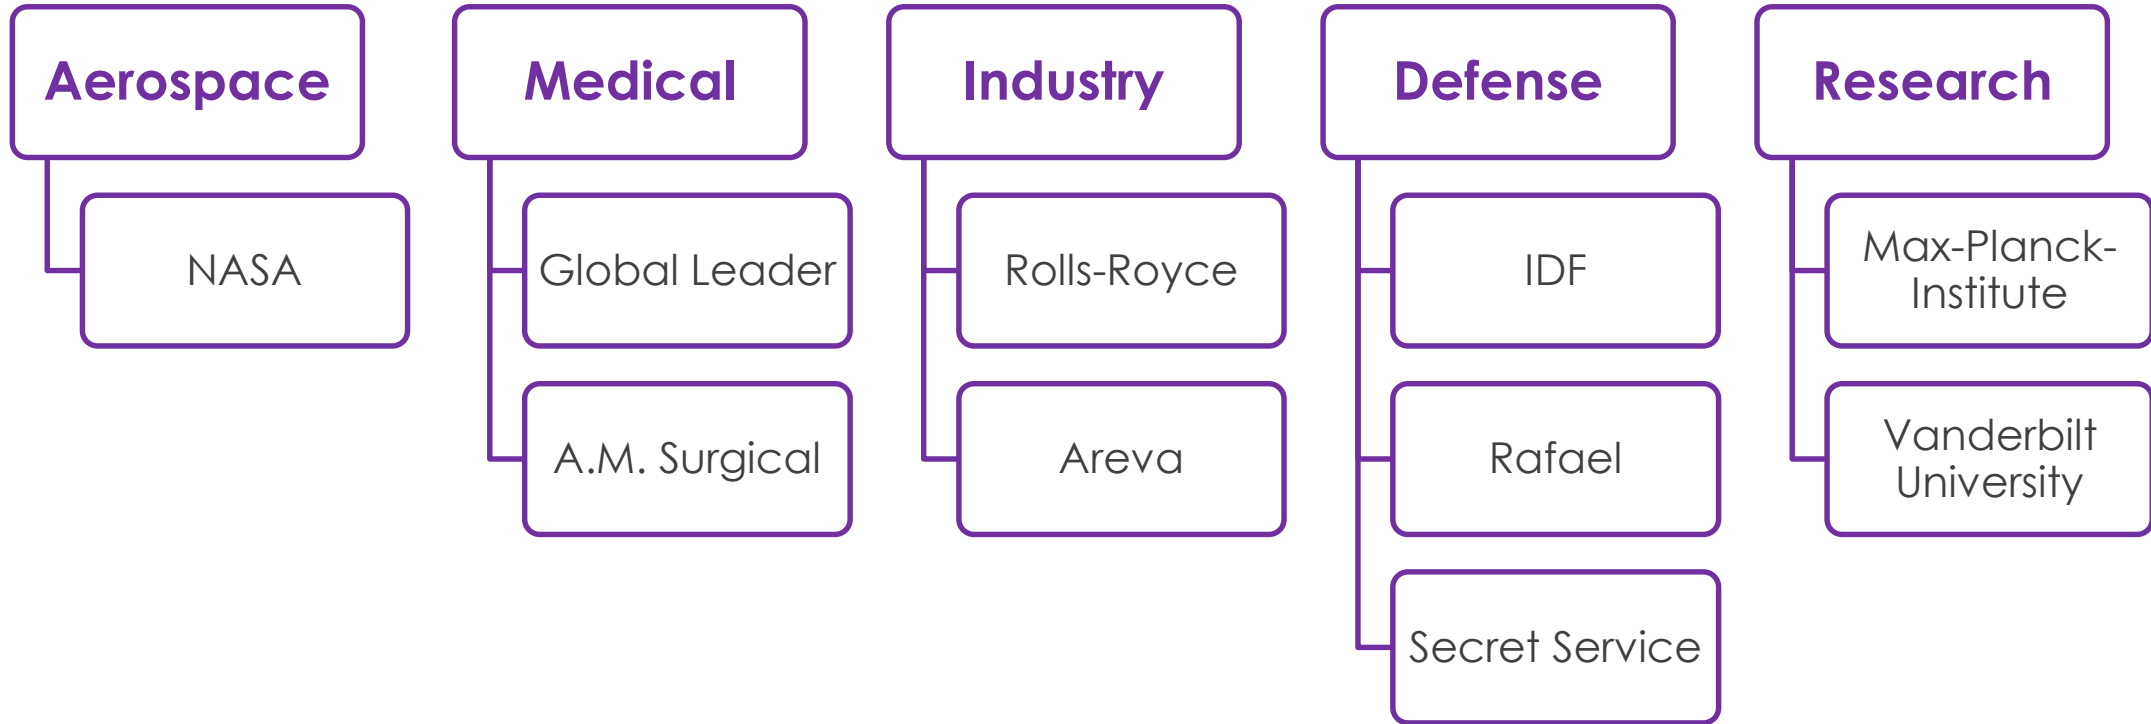 Aerospace
NASA
Medical
Global Leader
A.M. Surgical
Industry
Rolls-Royce
Areva
Defense
IDF
Rafael
Secret Service
Research
Max-Planck-
Institute
Vanderbilt
University